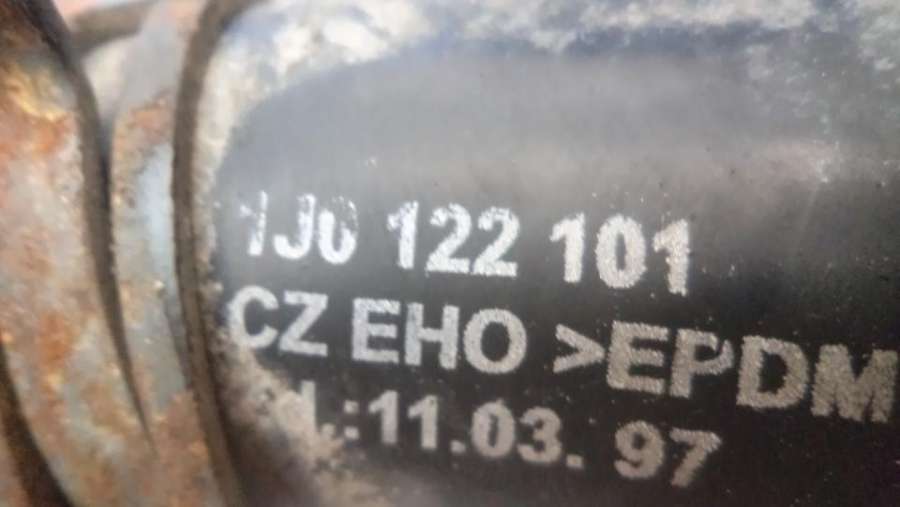 1J0 122 101
CZ EHO >EPDM
.:11.03. 97